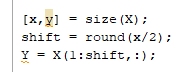 [x,y] = size(X);
shift = round(x/2);
Y = X(1:shift,:);